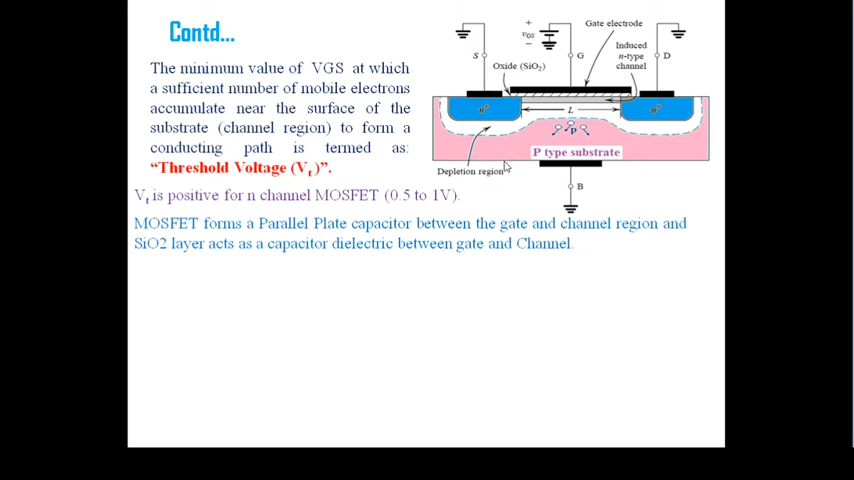 Contd...
The minimum value of VGS at which
a sufficient number of mobile electrons
accumulate near the surface of the
substrate (channel region) to form a
conducting path is termed as:
“Threshold Voltage (Vt)”.
Vt is positive for n channel MOSFET (0.5 to 1V).
MOSFET forms a Parallel Plate capacitor between the gate and channel region and
SiO2 layer acts as a capacitor dielectric between gate and Channel.
Gate electrode
+
vGS
−
Induced
n-type
channel
S
G
D
Oxide (SiO2)
n+
L
n+
p
P type substrate
Depletion region
B